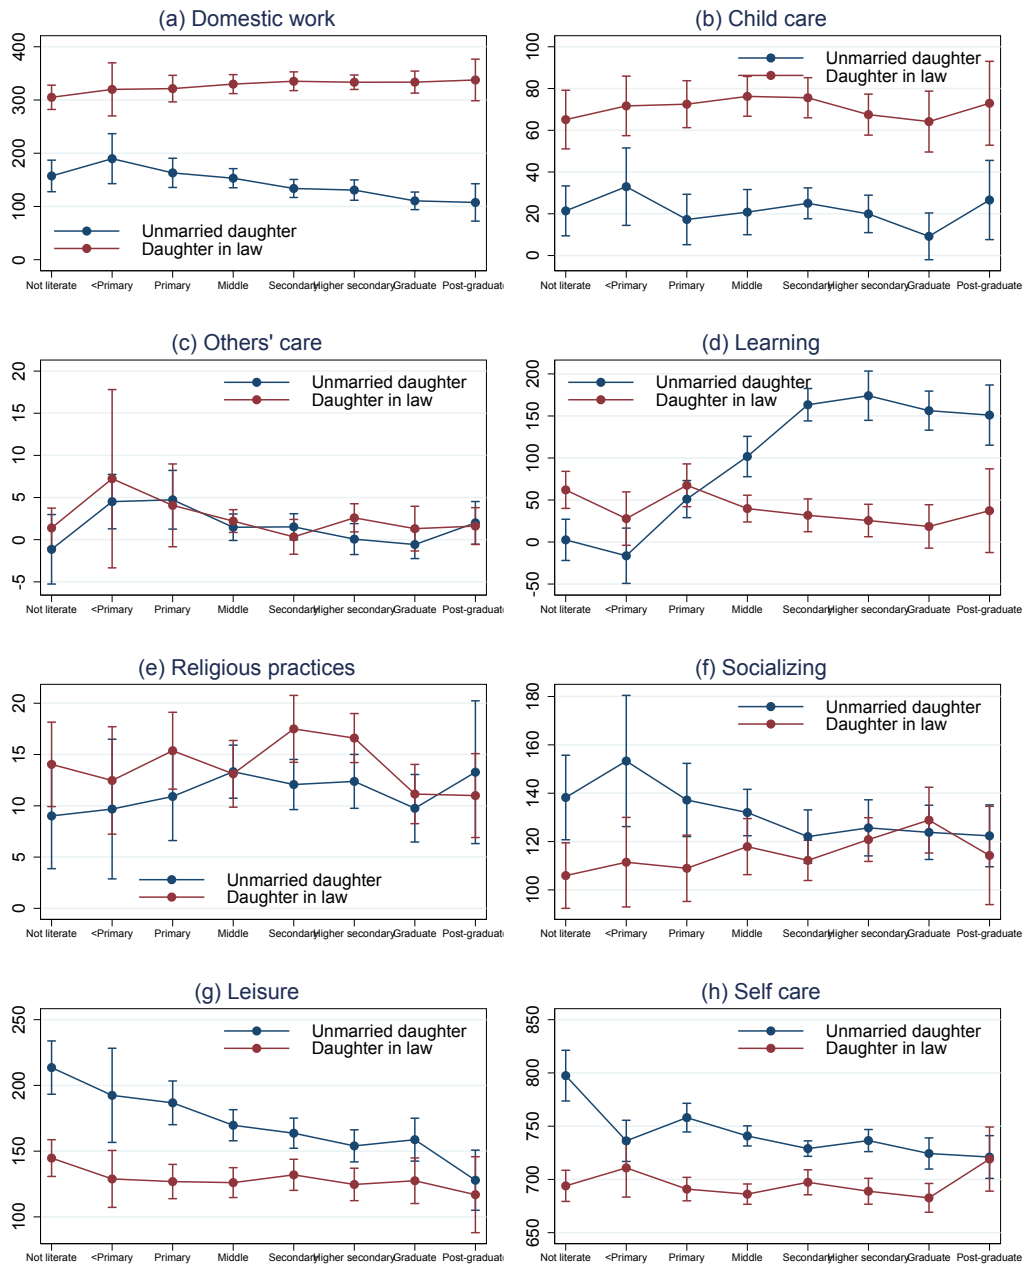 (a) Domestic work
400
300
200
100
0
Unmarried daughter
Daughter in law
Not literate <Primary Primary Middle Secondary Higher secondary Graduate Post-graduate
(b) Child care
100
80
60
40
20
0
Unmarried daughter
Daughter in law
Not literate <Primary Primary Middle Secondary Higher secondary Graduate Post-graduate
(c) Others' care
20
15
10
5
0
-5
Unmarried daughter
Daughter in law
Not literate <Primary Primary Middle Secondary Higher secondary Graduate Post-graduate
(d) Learning
200
150
100
50
0
-50
Unmarried daughter
Daughter in law
Not literate <Primary Primary Middle Secondary Higher secondary Graduate Post-graduate
(e) Religious practices
20
15
10
5
0
Unmarried daughter
Daughter in law
Not literate <Primary Primary Middle Secondary Higher secondary Graduate Post-graduate
(f) Socializing
180
160
140
120
100
Unmarried daughter
Daughter in law
Not literate <Primary Primary Middle Secondary Higher secondary Graduate Post-graduate
(g) Leisure
250
200
150
100
Unmarried daughter
Daughter in law
Not literate <Primary Primary Middle Secondary Higher secondary Graduate Post-graduate
(h) Self care
850
800
750
700
650
Unmarried daughter
Daughter in law
Not literate <Primary Primary Middle Secondary Higher secondary Graduate Post-graduate